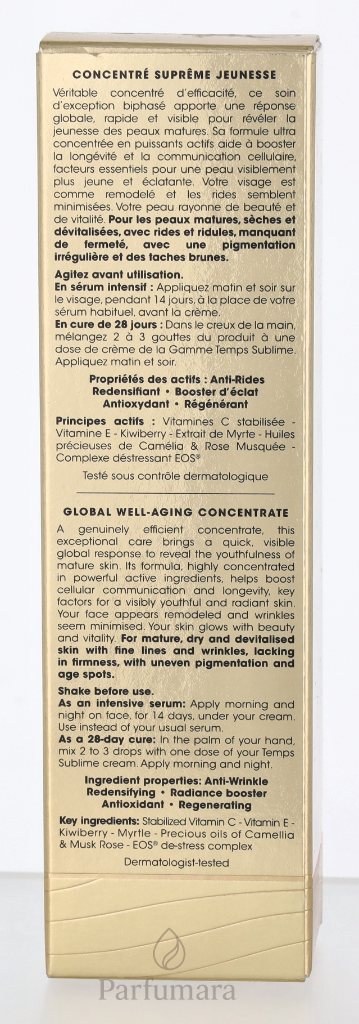 CONCENTRÉ SUPRÊME JEUNESSE
Véritable concentré d'efficacité, ce soin
d'exception biphasé apporte une réponse
globale, rapide et visible pour révéler la
jeunesse des peaux matures. Sa formule ultra
concentrée en puissants actifs aide à booster
la longévité et la communication cellulaire,
facteurs essentiels pour une peau visiblement
plus jeune et éclatante. Votre visage est
comme remodelé et les rides semblent
minimisées. Votre peau rayonne de beauté et
de vitalité. Pour les peaux matures, sèches et
dévitalisées, avec rides et ridules, manquant
de fermeté, avec une pigmentation
irrégulière et des taches brunes.
Agitez avant utilisation.
En sérum intensif : Appliquez matin et soir sur
le visage, pendant 14 jours, à la place de votre
sérum habituel, avant la crème.
En cure de 28 jours : Dans le creux de la main,
mélangez 2 à 3 gouttes du produit à une
dose de crème de la Gamme Temps Sublime.
Appliquez matin et soir.
Propriétés des actifs : Anti-Rides
Redensifiant • Booster d'éclat
Antioxydant • Régénérant
Principes actifs : Vitamines C stabilisée -
Vitamine E - Kiwiberry - Extrait de Myrte - Huiles
précieuses de Camélia & Rose Musquée -
Complexe déstressant EOS®
Testé sous contrôle dermatologique
GLOBAL WELL-AGING CONCENTRATE
A genuinely efficient concentrate, this
exceptional care brings a quick, visible
global response to reveal the youthfulness of
mature skin. Its formula, highly concentrated
in powerful active ingredients, helps boost
cellular communication and longevity, key
factors for a visibly youthful and radiant skin.
Your face appears remodeled and wrinkles
seem minimised. Your skin glows with beauty
and vitality. For mature, dry and devitalised
skin with fine lines and wrinkles, lacking
in firmness, with uneven pigmentation and
age spots.
Shake before use.
As an intensive serum: Apply morning and
night on face, for 14 days, under your cream.
Use instead of your usual serum.
As a 28-day cure: In the palm of your hand,
mix 2 to 3 drops with one dose of your Temps
Sublime cream. Apply morning and night.
Ingredient properties: Anti-Wrinkle
Redensifying • Radiance booster
Antioxidant • Regenerating
Key ingredients: Stabilized Vitamin C - Vitamin E -
Kiwiberry - Myrtle - Precious oils of Camellia
& Musk Rose - EOS® de-stress complex
Dermatologist-tested
Parfumara